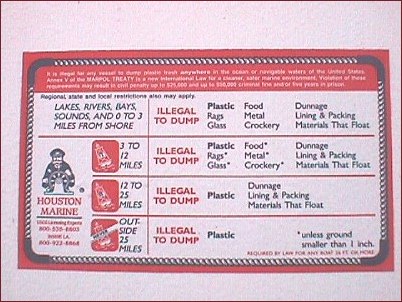 It is illegal for any vessel to dump plastic trash anywhere in the ocean or navigable waters of the United States.
Annex V of the MARPOL TREATY is a new International Law for a cleaner, safer marine environment. Violation of these
requirements may result in civil penalty up to $25,000 and up to $50,000 criminal fine and/or five years in prison.
Regional, state and local restrictions also may apply.
LAKES, RIVERS, BAYS,
SOUNDS, AND 0 TO 3
MILES FROM SHORE
ILLEGAL
TO DUMP
Plastic Food Dunnage
Rags Metal Lining & Packing
Glass Crockery Materials That Float
3 TO
12
MILES
ILLEGAL
TO DUMP
Plastic Food* Dunnage
Rags* Metal* Lining & Packing
Glass* Crockery* Materials That Float
12 TO
25
MILES
ILLEGAL
TO DUMP
Plastic
Dunnage
Lining & Packing
Materials That Float
OUT-
SIDE
25
MILES
ILLEGAL
TO DUMP
Plastic
*unless ground
smaller than 1 inch.
HOUSTON
MARINE
USCG Licensing Experts
INSIDE LA.
REQUIRED BY LAW FOR ANY BOAT 26 FT. OR MORE